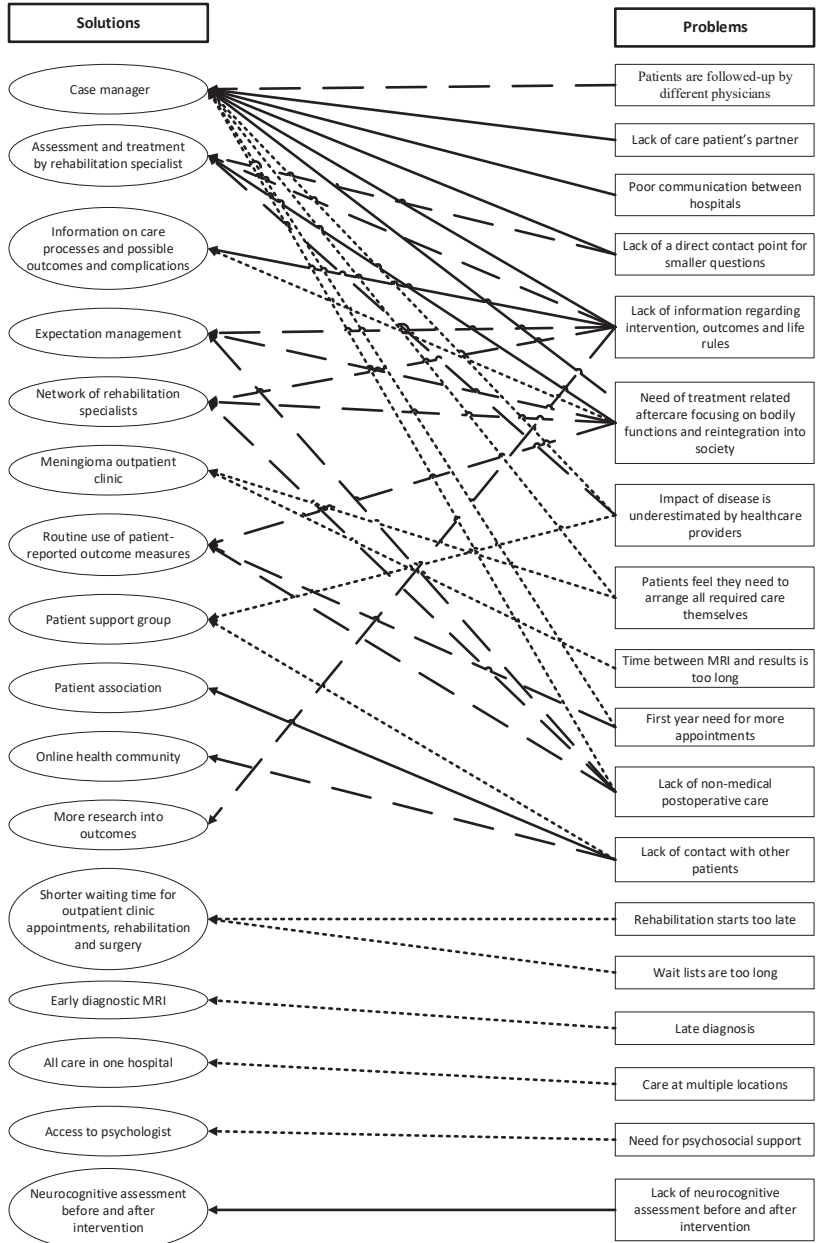 Solutions
Case manager
Assessment and treatment
by rehabilitation specialist
Information on care
processes and possible
outcomes and complications
Expectation management
Network of rehabilitation
specialists
Meningioma outpatient
clinic
Routine use of patient-
reported outcome measures
Patient support group
Patient association
Online health community
More research into
outcomes
Shorter waiting time for
outpatient clinic
appointments, rehabilitation
and surgery
Early diagnostic MRI
All care in one hospital
Access to psychologist
Neurocognitive assessment
before and after
intervention
Problems
Patients are followed-up by
different physicians
Lack of care patient's partner
Poor communication between
hospitals
Lack of a direct contact point for
smaller questions
Lack of information regarding
intervention, outcomes and life
rules
Need of treatment related
aftercare focusing on bodily
functions and reintegration into
society
Impact of disease is
underestimated by healthcare
providers
Patients feel they need to
arrange all required care
themselves
Time between MRI and results is
too long
First year need for more
appointments
Lack of non-medical
postoperative care
Lack of contact with other
patients
Rehabilitation starts too late
Wait lists are too long
Late diagnosis
Care at multiple locations
Need for psychosocial support
Lack of neurocognitive
assessment before and after
intervention